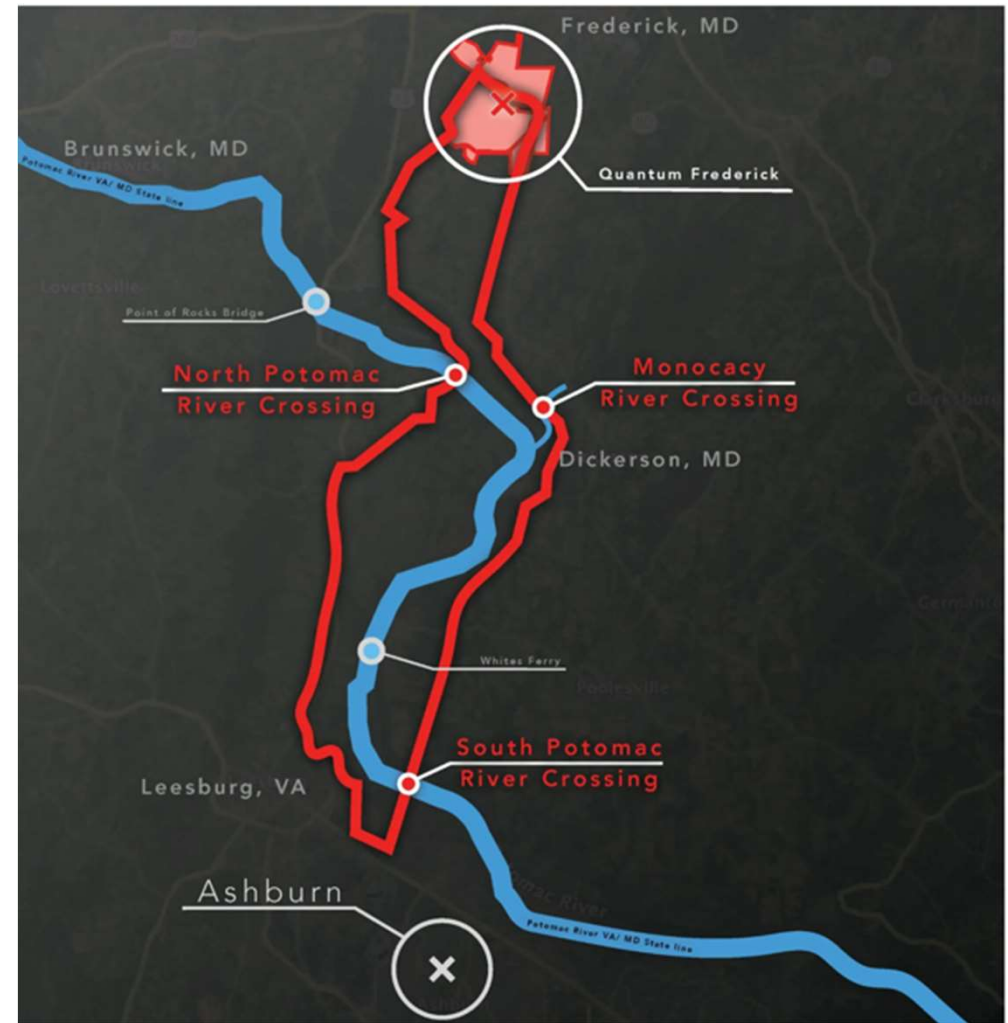 Frederick, MD
Brunswick, MD
Potomac River VA/ MD State line
Quantum Frederick
Lovettsville
Point of Rocks Bridge
North Potomac
River Crossing
Monocacy
River Crossing
Dickerson, MD
Whites Ferry
Poolesville
South Potomac
River Crossing
Leesburg, VA
Ashburn
Potomac River VA/ MD State line